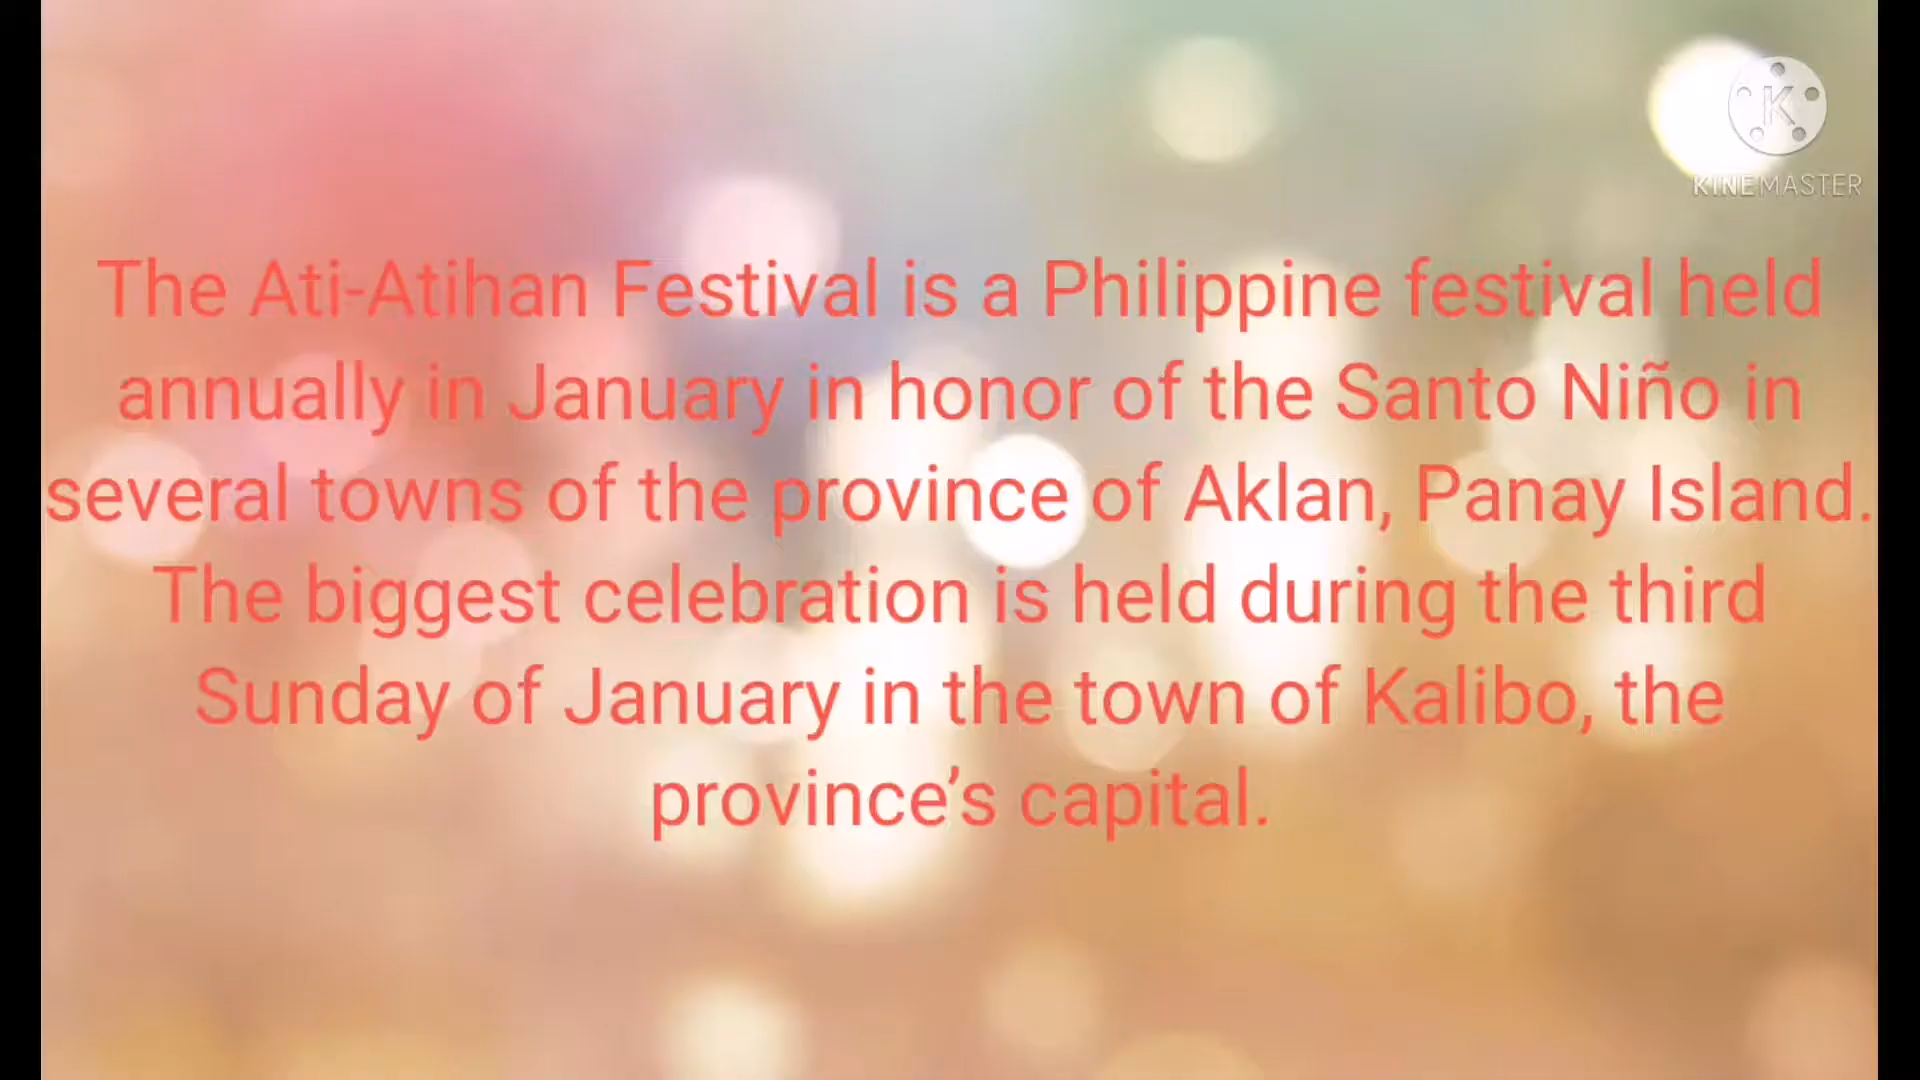 K
KINEMASTER
The Ati-Atihan Festival is a Philippine festival held
annually in January in honor of the Santo Niño in
several towns of the province of Aklan, Panay Island.
The biggest celebration is held during the third
Sunday of January in the town of Kalibo, the
province’s capital.